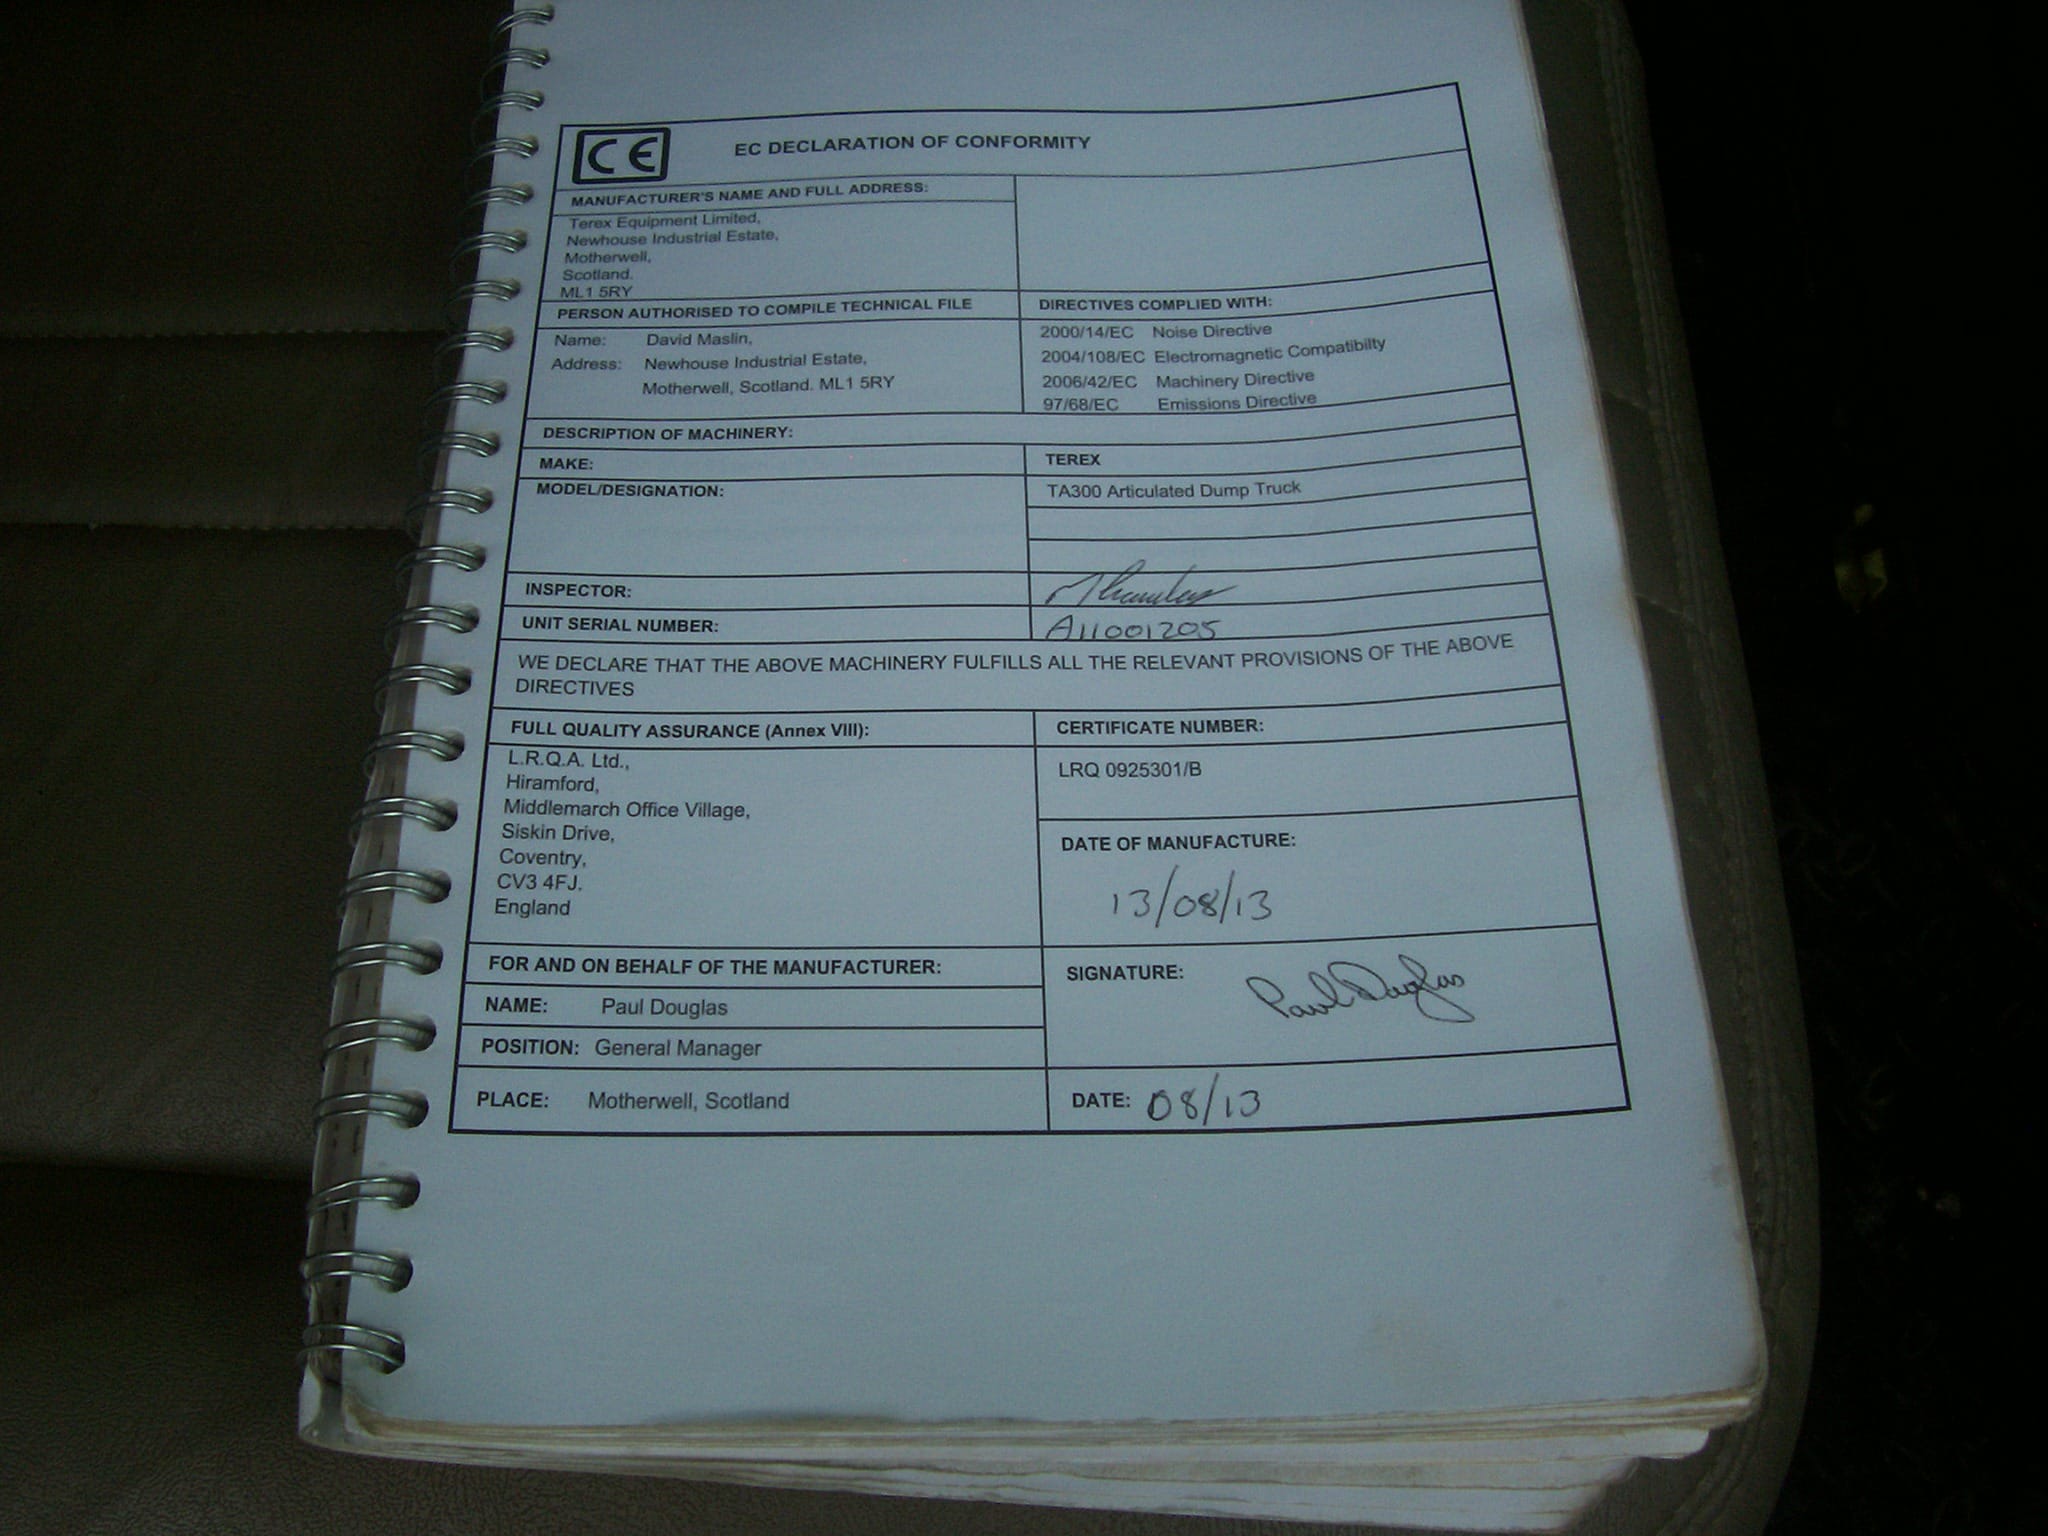 CE
EC DECLARATION OF CONFORMITY
MANUFACTURER'S NAME AND FULL ADDRESS:
Terex Equipment Limited,
Newhouse Industrial Estate,
Motherwell,
Scotland.
ML1 5RY
PERSON AUTHORISED TO COMPILE TECHNICAL FILE
Name: David Maslin,
Address: Newhouse Industrial Estate,
Motherwell, Scotland. ML1 5RY
DIRECTIVES COMPLIED WITH:
2000/14/EC Noise Directive
2004/108/EC Electromagnetic Compatibilty
2006/42/EC Machinery Directive
97/68/EC Emissions Directive
DESCRIPTION OF MACHINERY:
MAKE: TEREX
MODEL/DESIGNATION: TA300 Articulated Dump Truck
INSPECTOR:
UNIT SERIAL NUMBER: A11001205
WE DECLARE THAT THE ABOVE MACHINERY FULFILLS ALL THE RELEVANT PROVISIONS OF THE ABOVE
DIRECTIVES
FULL QUALITY ASSURANCE (Annex VIII):
L.R.Q.A. Ltd.,
Hiramford,
Middlemarch Office Village,
Siskin Drive,
Coventry,
CV3 4FJ.
England
CERTIFICATE NUMBER:
LRQ 0925301/B
DATE OF MANUFACTURE:
13/08/13
FOR AND ON BEHALF OF THE MANUFACTURER:
NAME: Paul Douglas
POSITION: General Manager
SIGNATURE: Paul Douglas
PLACE: Motherwell, Scotland
DATE: 08/13